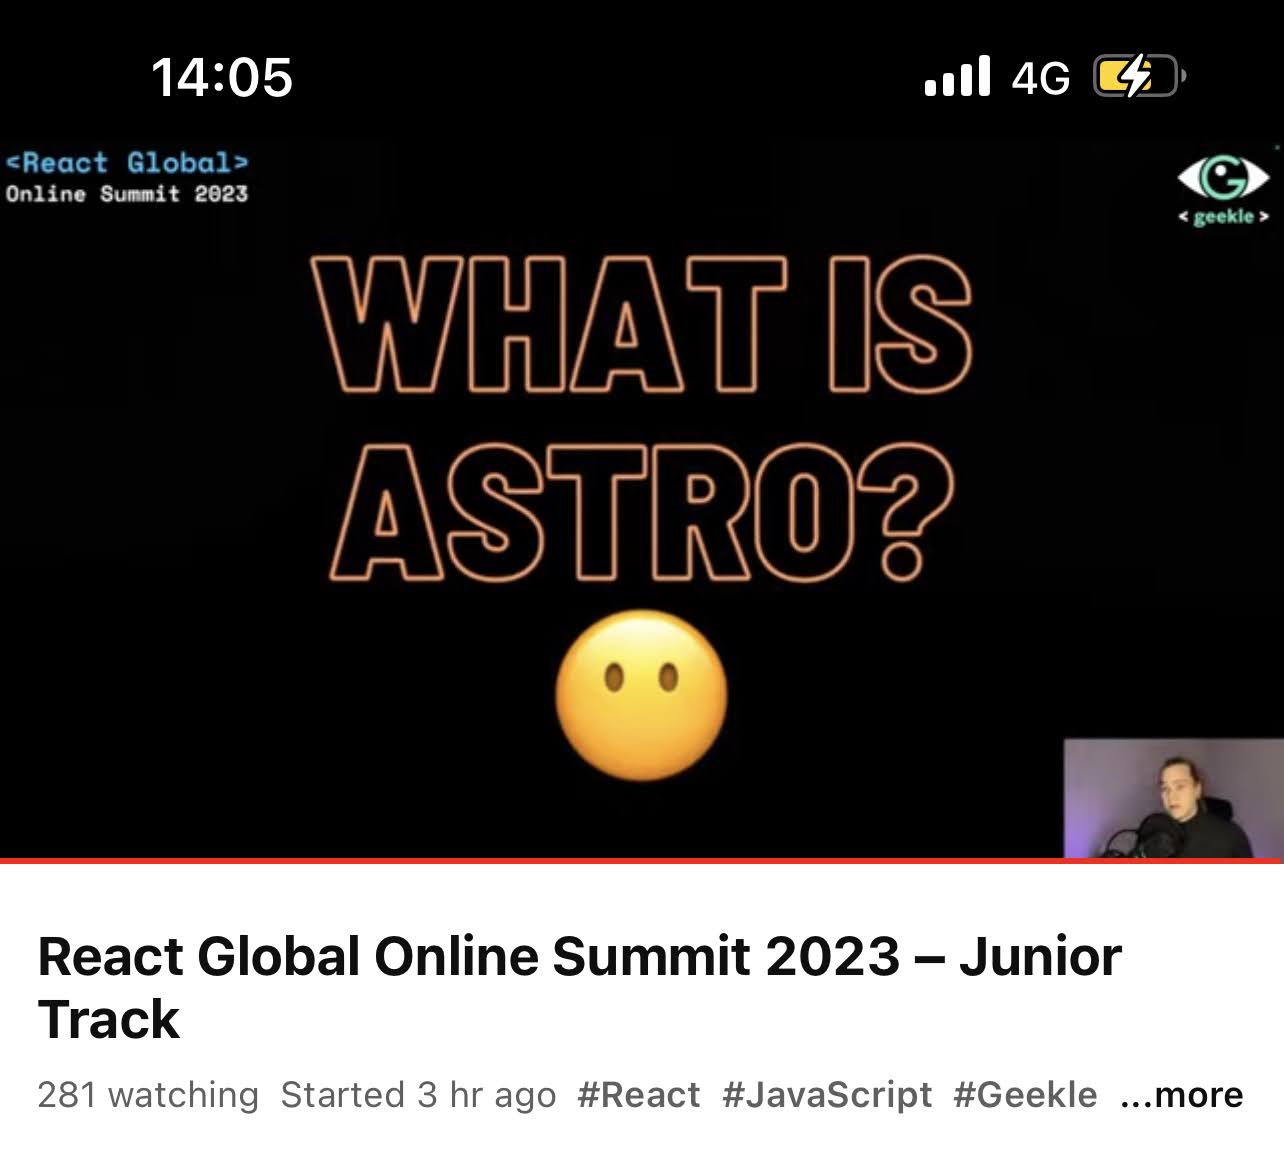 14:05
4G
<React Global>
Online Summit 2023
< geekle >
WHAT IS
ASTRO?
React Global Online Summit 2023 – Junior
Track
281 watching Started 3 hr ago #React #JavaScript #Geekle ...more